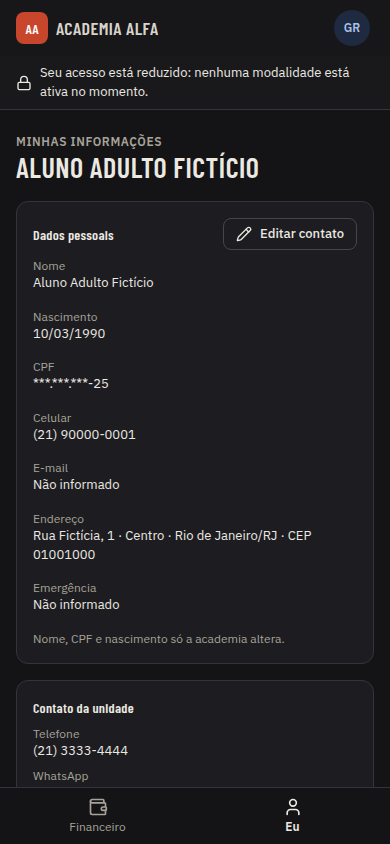 AA ACADEMIA ALFA GR
Seu acesso está reduzido: nenhuma modalidade está
ativa no momento.
MINHAS INFORMAÇÕES
ALUNO ADULTO FICTÍCIO
Dados pessoais Editar contato
Nome
Aluno Adulto Fictício
Nascimento
10/03/1990
CPF
***.***.***-25
Celular
(21) 90000-0001
E-mail
Não informado
Endereço
Rua Fictícia, 1 · Centro · Rio de Janeiro/RJ · CEP
01001000
Emergência
Não informado
Nome, CPF e nascimento só a academia altera.
Contato da unidade
Telefone
(21) 3333-4444
WhatsApp
Financeiro Eu